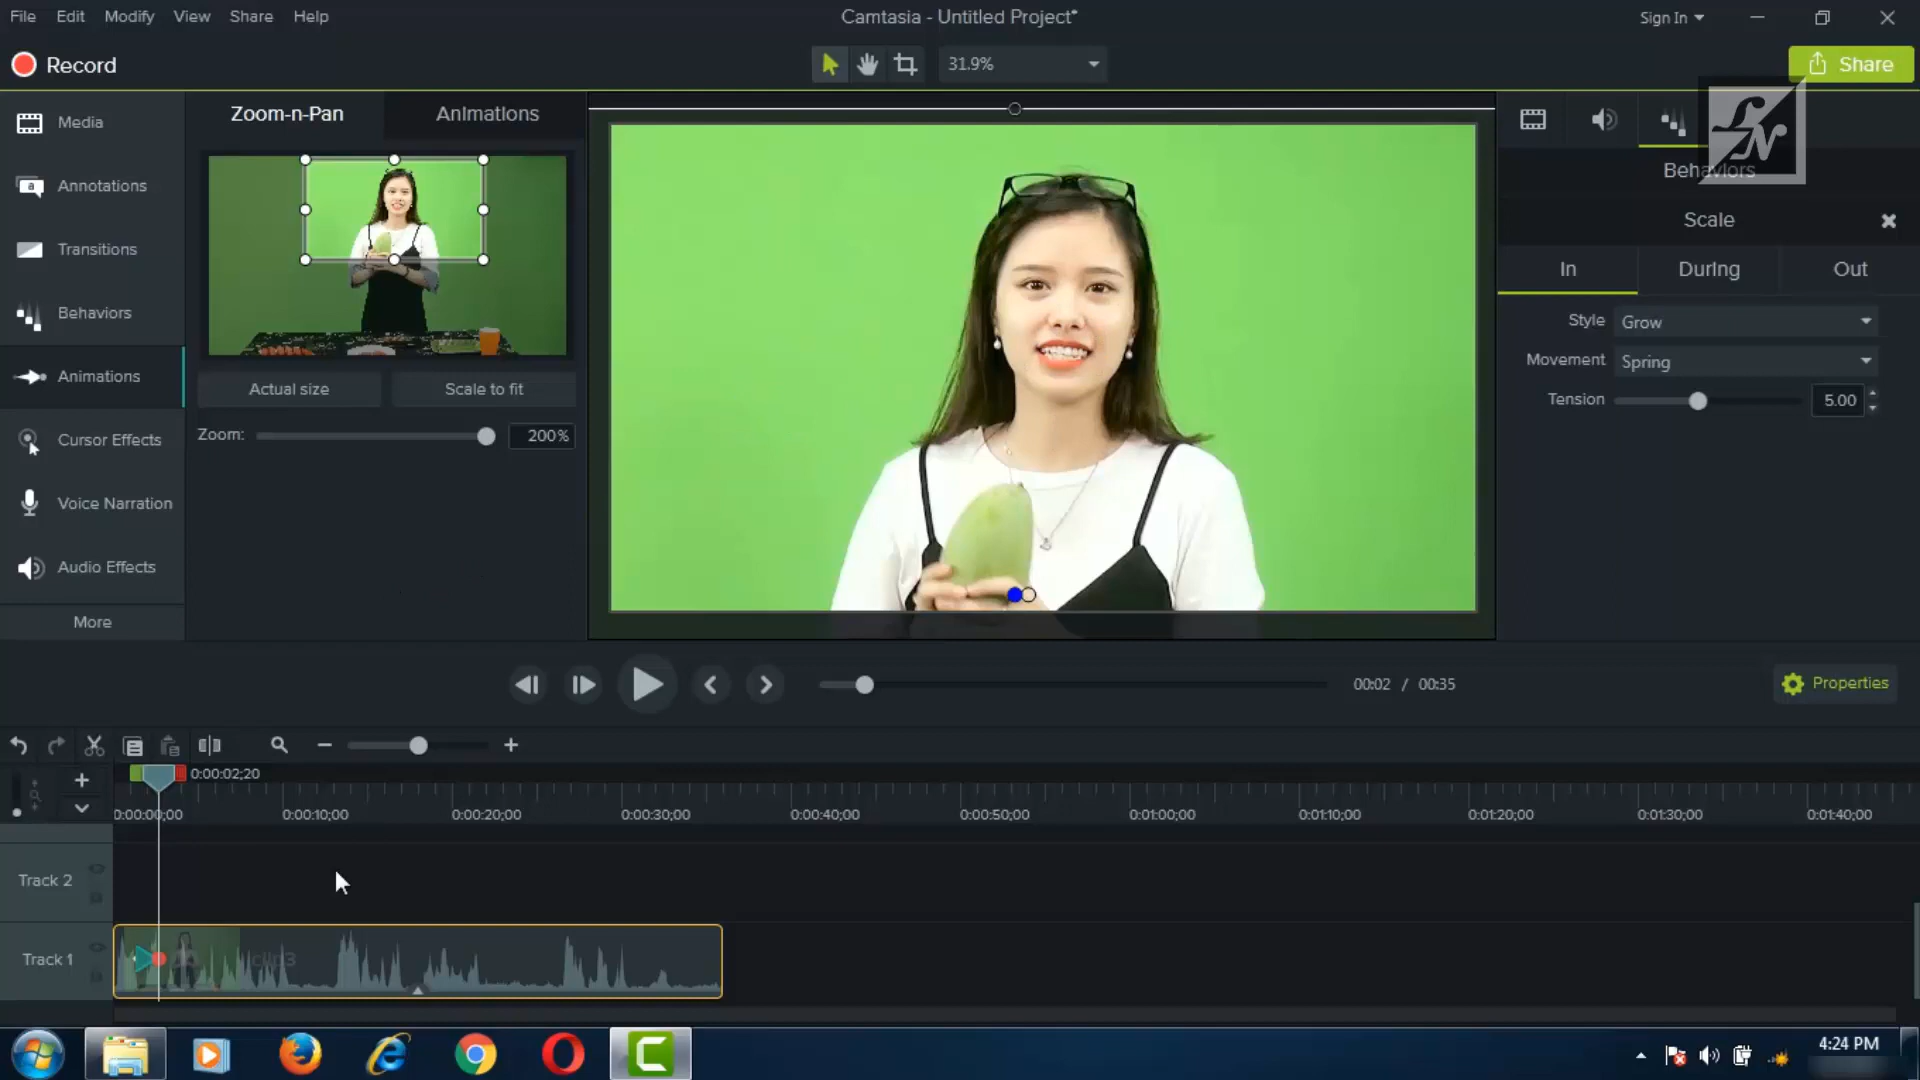 File Edit Modify View Share Help
Camtasia - Untitled Project*
Sign In
Record
31.9%
Share
Media
Annotations
Transitions
Behaviors
Animations
Cursor Effects
Voice Narration
Audio Effects
More
Zoom-n-Pan
Animations
Actual size
Scale to fit
Zoom:
200%
Behaviors
Scale
In
During
Out
Style
Grow
Movement
Spring
Tension
5.00
00:02 / 00:35
Properties
0:00:02;20
0:00:00;00 0:00:10;00 0:00:20;00 0:00:30;00 0:00:40;00 0:00:50;00 0:01:00;00 0:01:10;00 0:01:20;00 0:01:30;00 0:01:40;00
Track 2
Track 1
clip3
4:24 PM